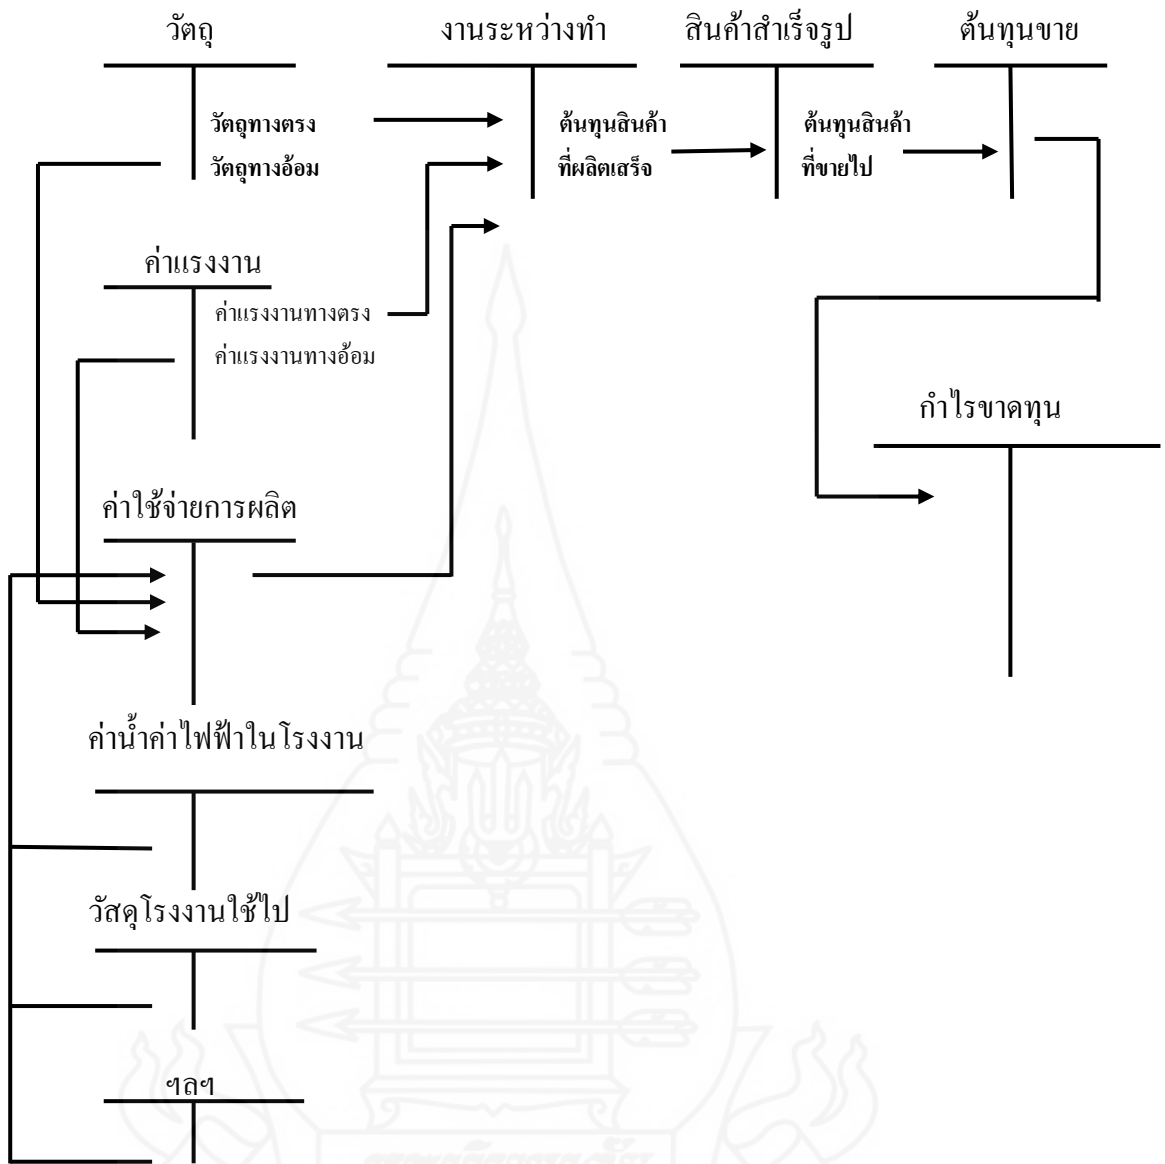 วัตถุ
งานระหว่างทำ
สินค้าสำเร็จรูป
ต้นทุนขาย
วัตถุทางตรง
วัตถุทางอ้อม
ต้นทุนสินค้า
ที่ผลิตเสร็จ
ต้นทุนสินค้า
ที่ขายไป
ค่าแรงงาน
ค่าแรงงานทางตรง
ค่าแรงงานทางอ้อม
กำไรขาดทุน
ค่าใช้จ่ายการผลิต
ค่าน้ำค่าไฟฟ้าในโรงงาน
วัสดุโรงงานใช้ไป
ฯลฯ